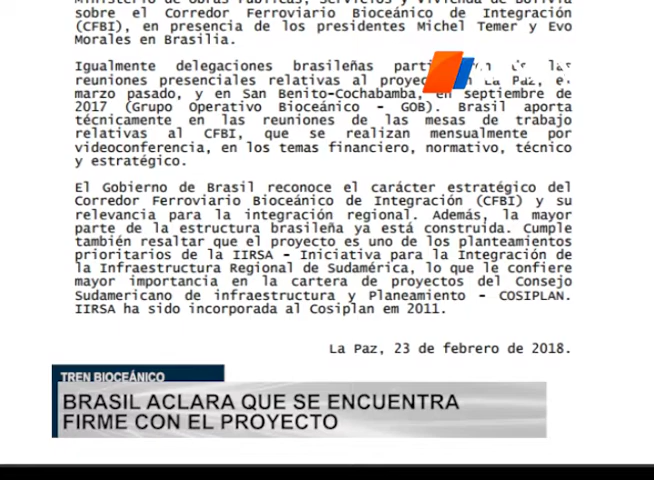 Ministerio de Obras Públicas, Servicios y Vivienda de Bolivia
sobre el Corredor Ferroviario Bioceánico de Integración
(CFBI), en presencia de los presidentes Michel Temer y Evo
Morales en Brasilia.
Igualmente delegaciones brasileñas las
reuniones presenciales relativas al La Paz,
marzo pasado, y en San Benito-Cochabamba, en septiembre de
2017 (Grupo Operativo Bioceánico - GOB). Brasil aporta
técnicamente en las reuniones de las mesas de trabajo
relativas al CFBI, que se realizan mensualmente por
videoconferencia, en los temas financiero, normativo, técnico
y estratégico.
El Gobierno de Brasil reconoce el carácter estratégico del
Corredor Ferroviario Bioceánico de Integración (CFBI) y su
relevancia para la integración regional. Además, la mayor
parte de la estructura brasileña ya está construida. Cumple
también resaltar que el proyecto es uno de los planteamientos
prioritarios de la IIRSA - Iniciativa para la Integración de
la Infraestructura Regional de Sudamérica, lo que le confiere
mayor importancia en la cartera de proyectos del Consejo
Sudamericano de infraestructura y Planeamiento - COSIPLAN.
IIRSA ha sido incorporada al Cosiplan em 2011.
La Paz, 23 de febrero de 2018.
TREN BIOCEÁNICO
BRASIL ACLARA QUE SE ENCUENTRA
FIRME CON EL PROYECTO